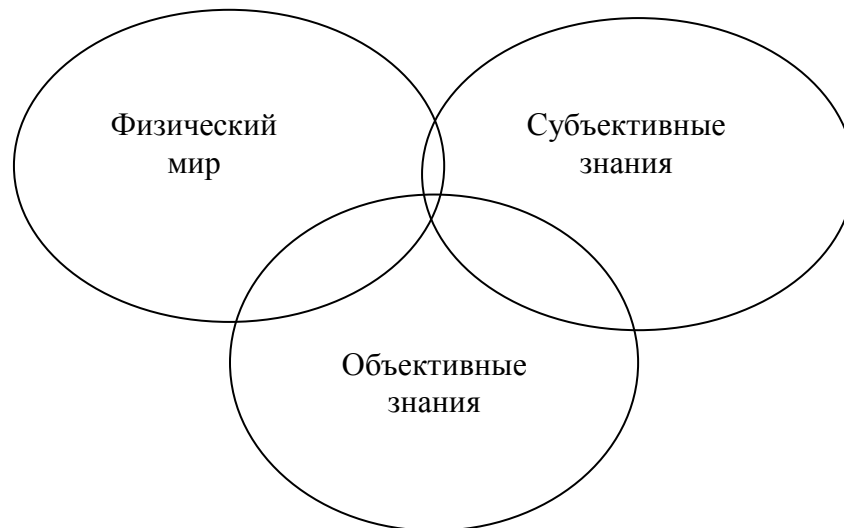 Физический
мир
Субъективные
знания
Объективные
знания